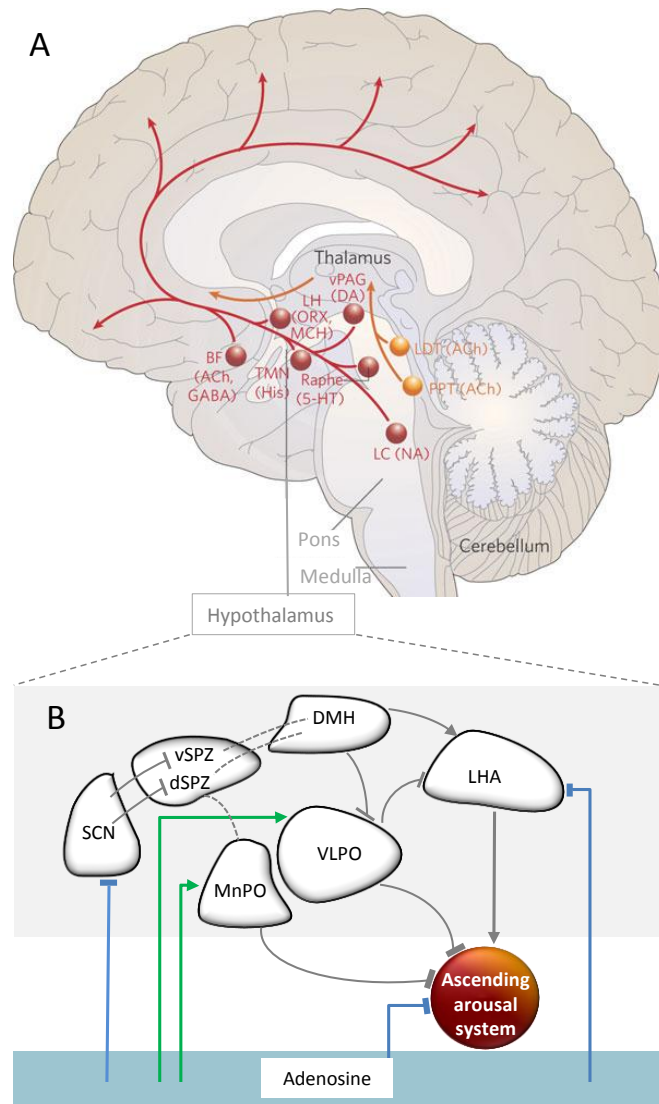 A
Thalamus
vPAG
(DA)
LH
(ORX,
MCH)
LDT (ACh)
BF
(ACh,
GABA)
TMN
(His)
Raphe
(5-HT)
PPT (ACh)
LC (NA)
Pons
Cerebellum
Medulla
Hypothalamus
B
DMH
vSPZ
dSPZ
LHA
SCN
VLPO
MnPO
Ascending
arousal
system
Adenosine